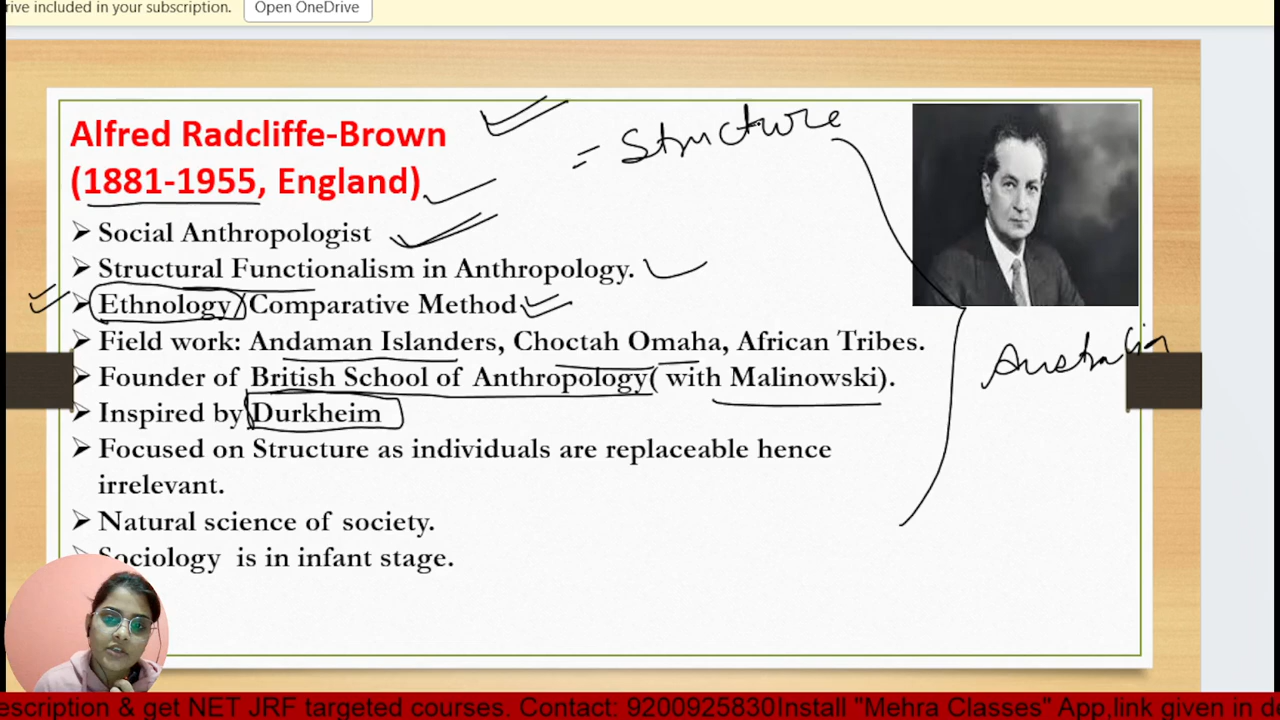 rive included in your subscription. Open OneDrive
Alfred Radcliffe-Brown
= Structure
(1881-1955, England)
Social Anthropologist
Structural Functionalism in Anthropology.
Ethnology/Comparative Method
Field work: Andaman Islanders, Choctah Omaha, African Tribes.
Australia
Founder of British School of Anthropology( with Malinowski).
Inspired by Durkheim
Focused on Structure as individuals are replaceable hence
irrelevant.
Natural science of society.
Sociology is in infant stage.
escription & get NET JRF targeted courses. Contact: 9200925830Install "Mehra Classes" App,link given in d